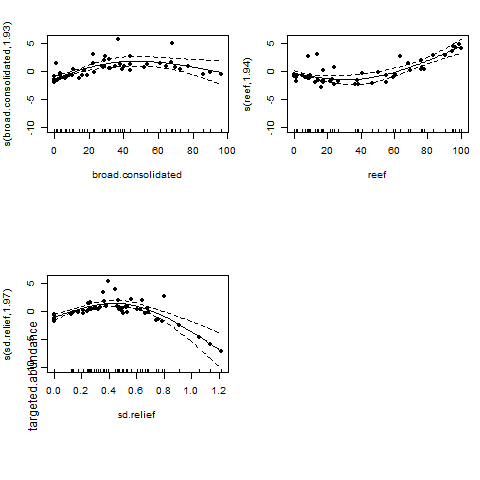 s(broad.consolidated,1.93)
5
0
-5
-10
0 20 40 60 80 100
broad.consolidated
s(reef,1.94)
5
0
-5
-10
0 20 40 60 80 100
reef
s(sd.relief,1.97)
targeted.abundance
5
0
-5
0.0 0.2 0.4 0.6 0.8 1.0 1.2
sd.relief